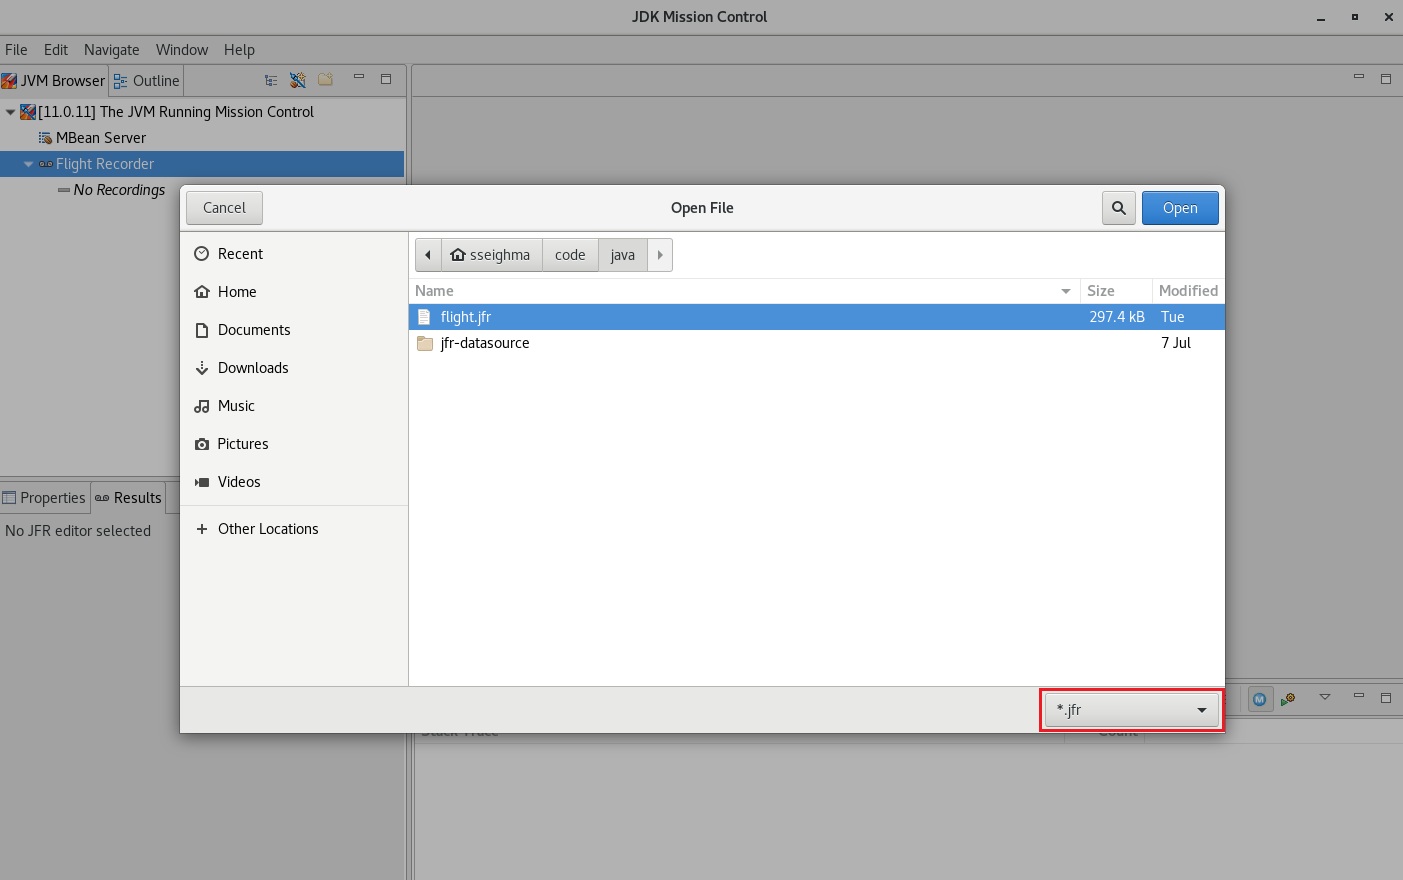 JDK Mission Control
File Edit Navigate Window Help
JVM Browser Outline
[11.0.11] The JVM Running Mission Control
MBean Server
Flight Recorder
No Recordings
Cancel Open File Open
Recent
Home
Documents
Downloads
Music
Pictures
Videos
Other Locations
sseighma code java
Name Size Modified
flight.jfr 297.4 kB Tue
jfr-datasource 7 Jul
*.jfr
Properties Results
No JFR editor selected
Stack Trace Count